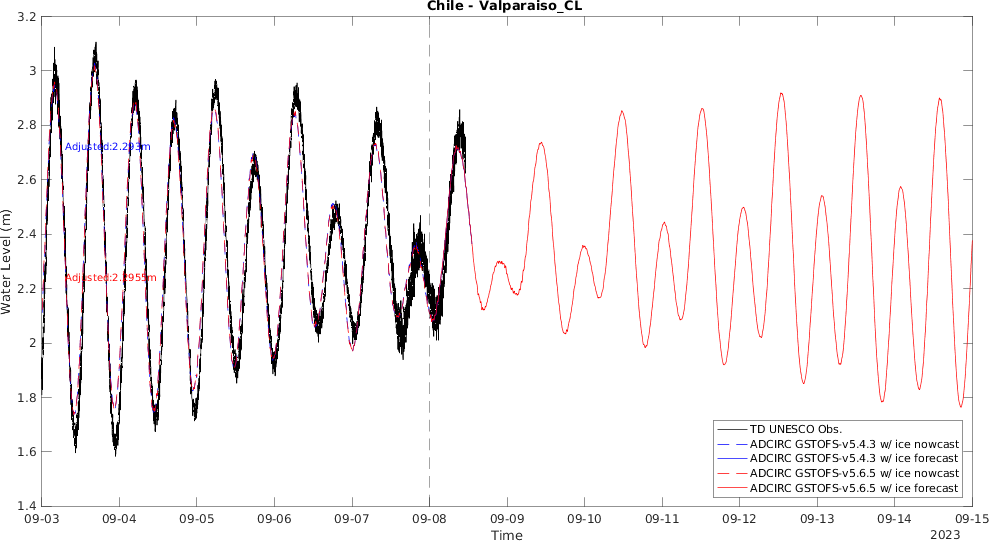 Chile - Valparaiso_CL
3.2
3
2.8
2.6
2.4
2.2
2
1.8
1.6
1.4
Water Level (m)
Adjusted:2.293m
Adjusted:2.2955m
TD UNESCO Obs.
ADCIRC GSTOFS-v5.4.3 w/ ice nowcast
ADCIRC GSTOFS-v5.4.3 w/ ice forecast
ADCIRC GSTOFS-v5.6.5 w/ ice nowcast
ADCIRC GSTOFS-v5.6.5 w/ ice forecast
09-03 09-04 09-05 09-06 09-07 09-08 09-09 09-10 09-11 09-12 09-13 09-14 09-15
Time
2023